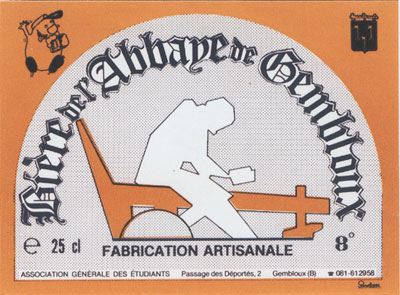 Bière de l'Abbaye de Gembloux
e 25 cl
FABRICATION ARTISANALE
8°
ASSOCIATION GÉNÉRALE DES ÉTUDIANTS Passage des Déportés, 2 Gembloux (B) ☎ 081-612958